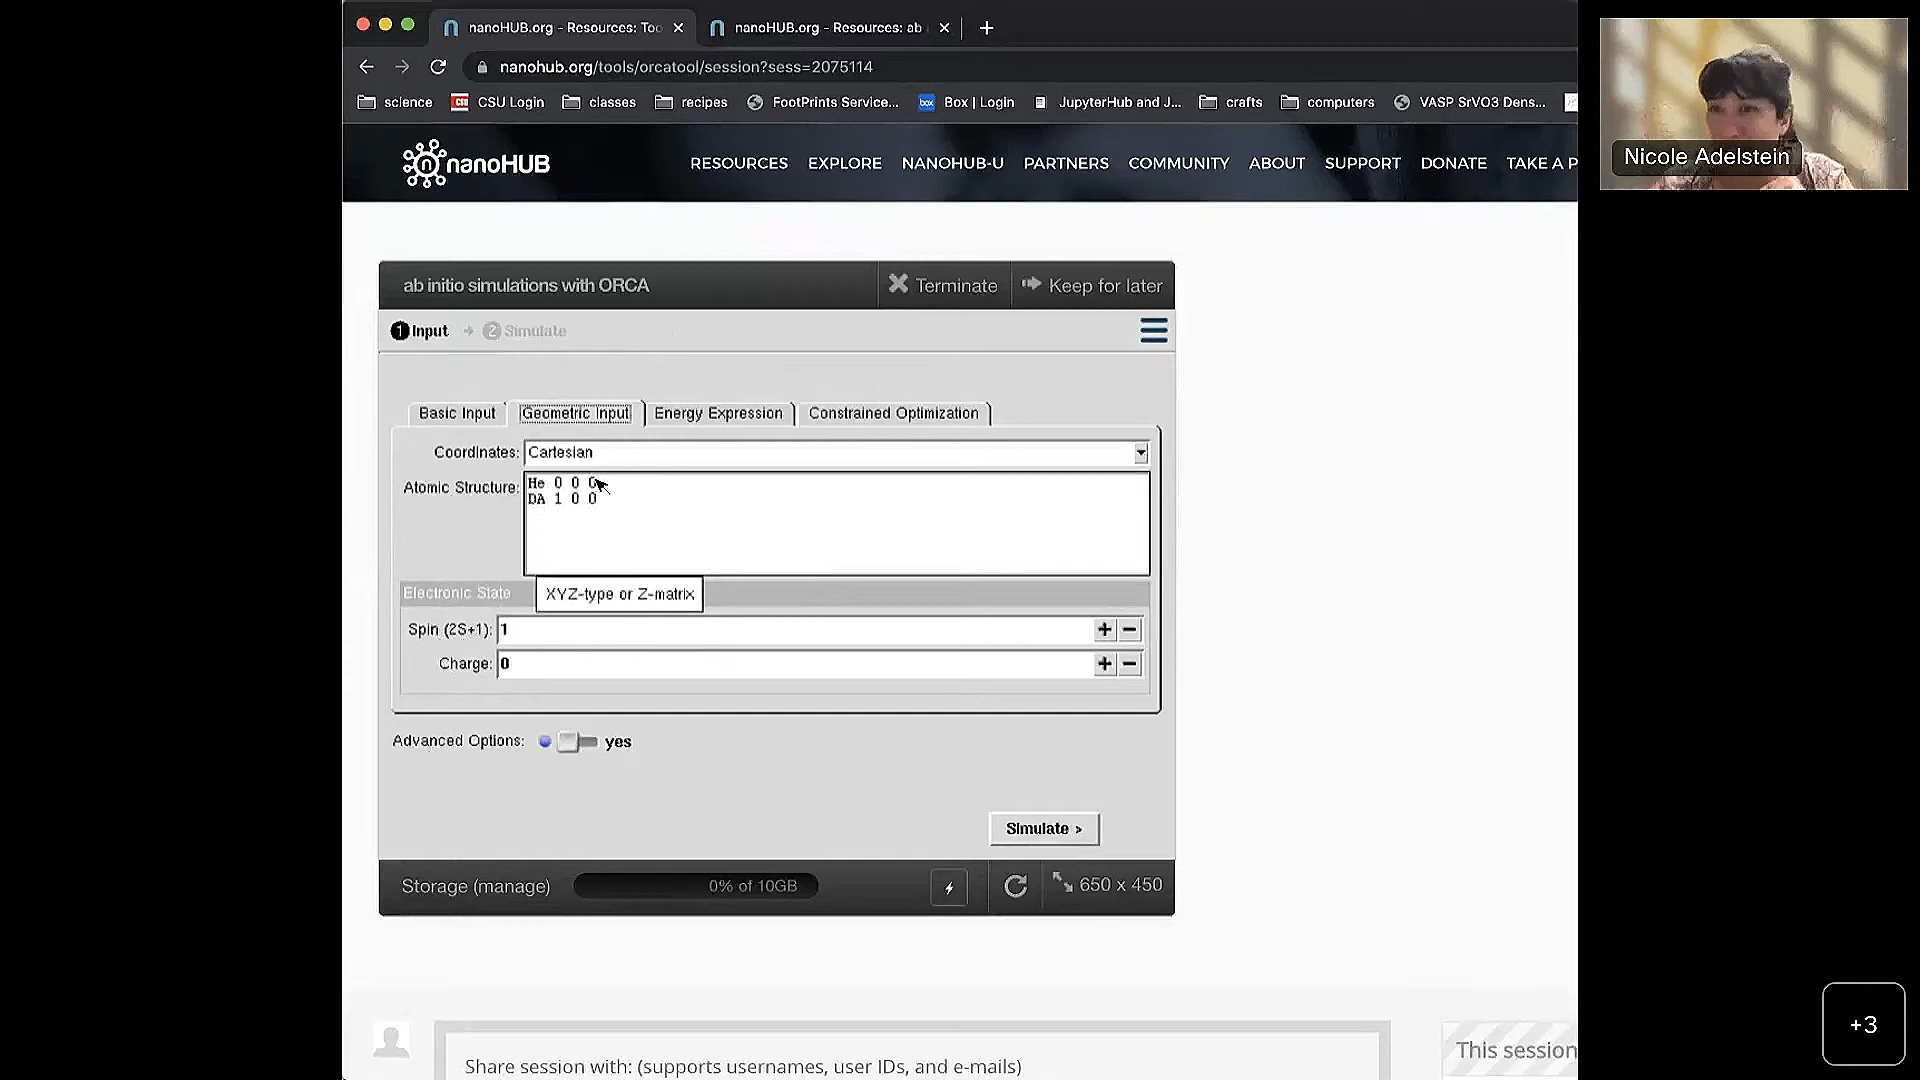 nanoHUB.org - Resources: Too
nanoHUB.org - Resources: ab
nanohub.org/tools/orcatool/session?sess=2075114
science
CSU Login
classes
recipes
FootPrints Service...
box
Box | Login
JupyterHub and J...
crafts
computers
VASP SrVO3 Dens...
nanoHUB
RESOURCES
EXPLORE
NANOHUB-U
PARTNERS
COMMUNITY
ABOUT
SUPPORT
DONATE
TAKE A P
Nicole Adelstein
ab initio simulations with ORCA
Terminate
Keep for later
1 Input
2 Simulate
Basic Input
Geometric Input
Energy Expression
Constrained Optimization
Coordinates: Cartesian
Atomic Structure:
He 0 0 0
DA 1 0 0
Electronic State
XYZ-type or Z-matrix
Spin (2S+1): 1
Charge: 0
Advanced Options: yes
Simulate >
Storage (manage)
0% of 10GB
650 x 450
Share session with: (supports usernames, user IDs, and e-mails)
This session
+3